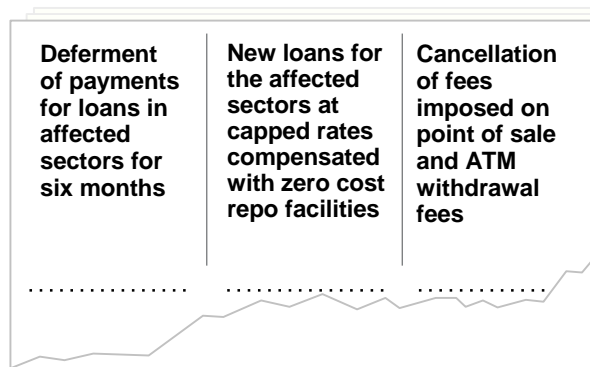 Deferment
of payments
for loans in
affected
sectors for
six months
New loans for
the affected
sectors at
capped rates
compensated
with zero cost
repo facilities
Cancellation
of fees
imposed on
point of sale
and ATM
withdrawal
fees